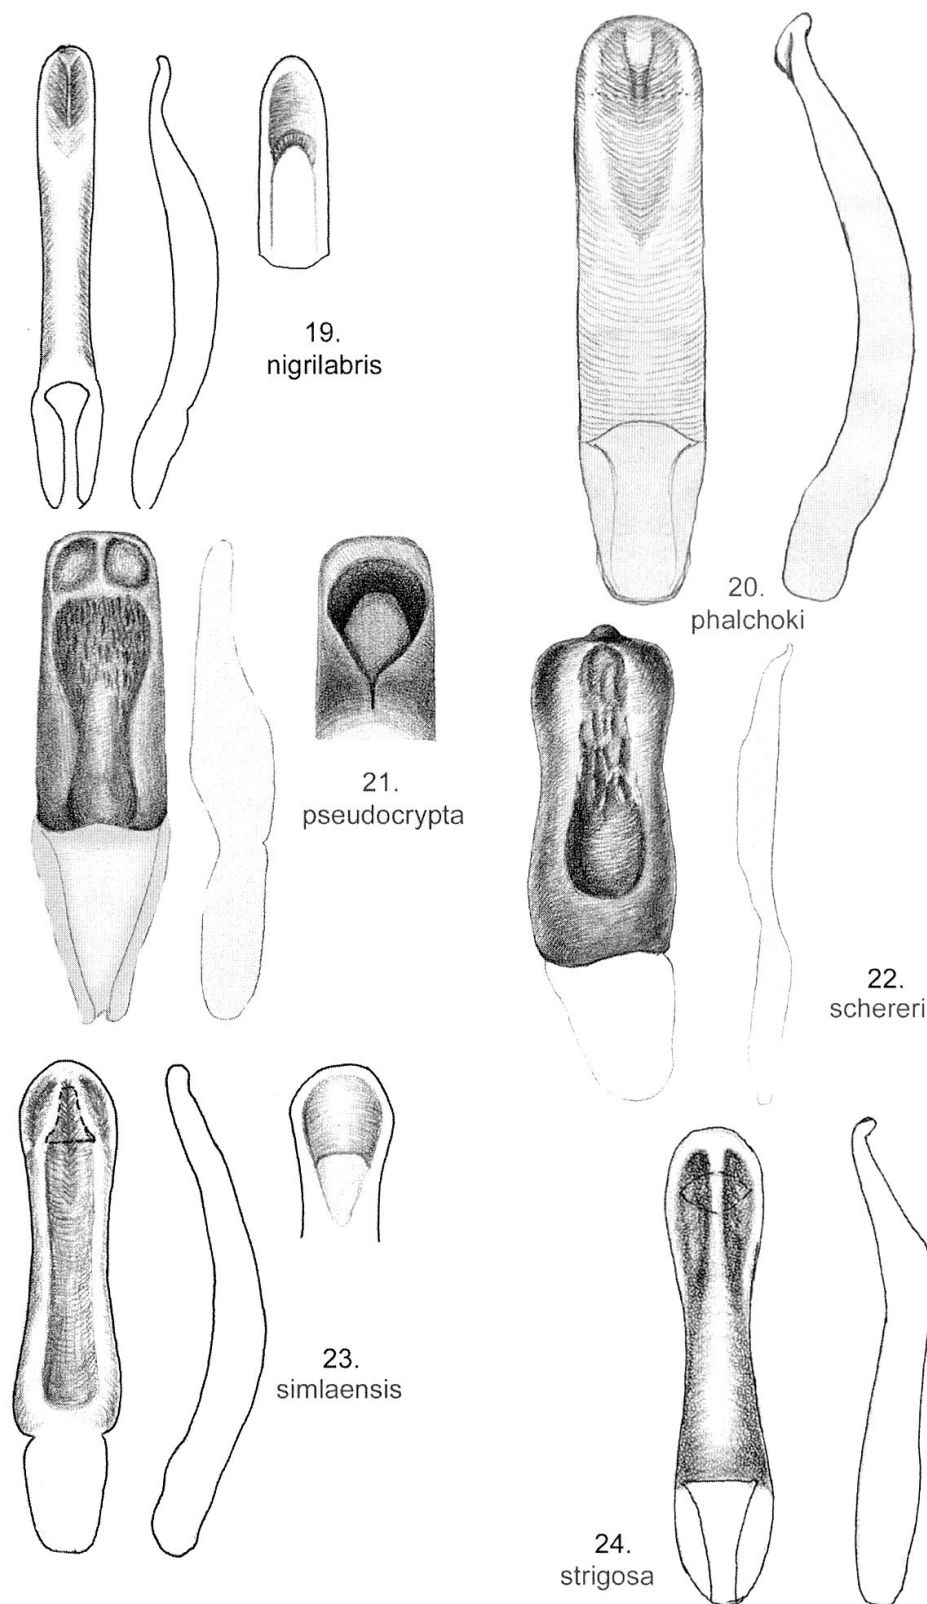 19.
nigrilabris
20.
phalchoki
21.
pseudocrypta
22.
schereri
23.
simlaensis
24.
strigosa